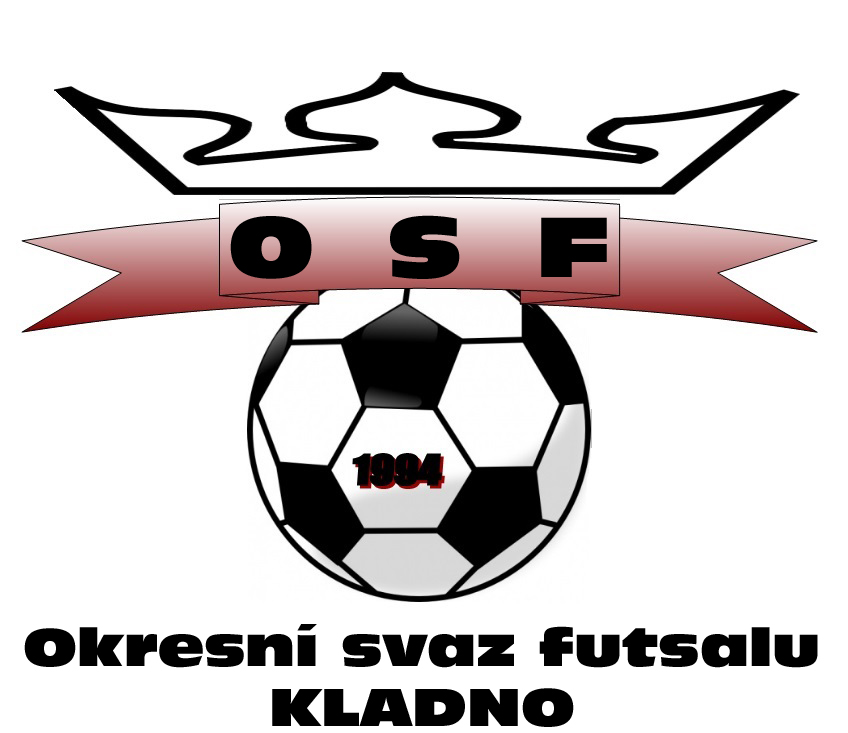 O S F
1994
Okresní svaz futsalu
KLADNO